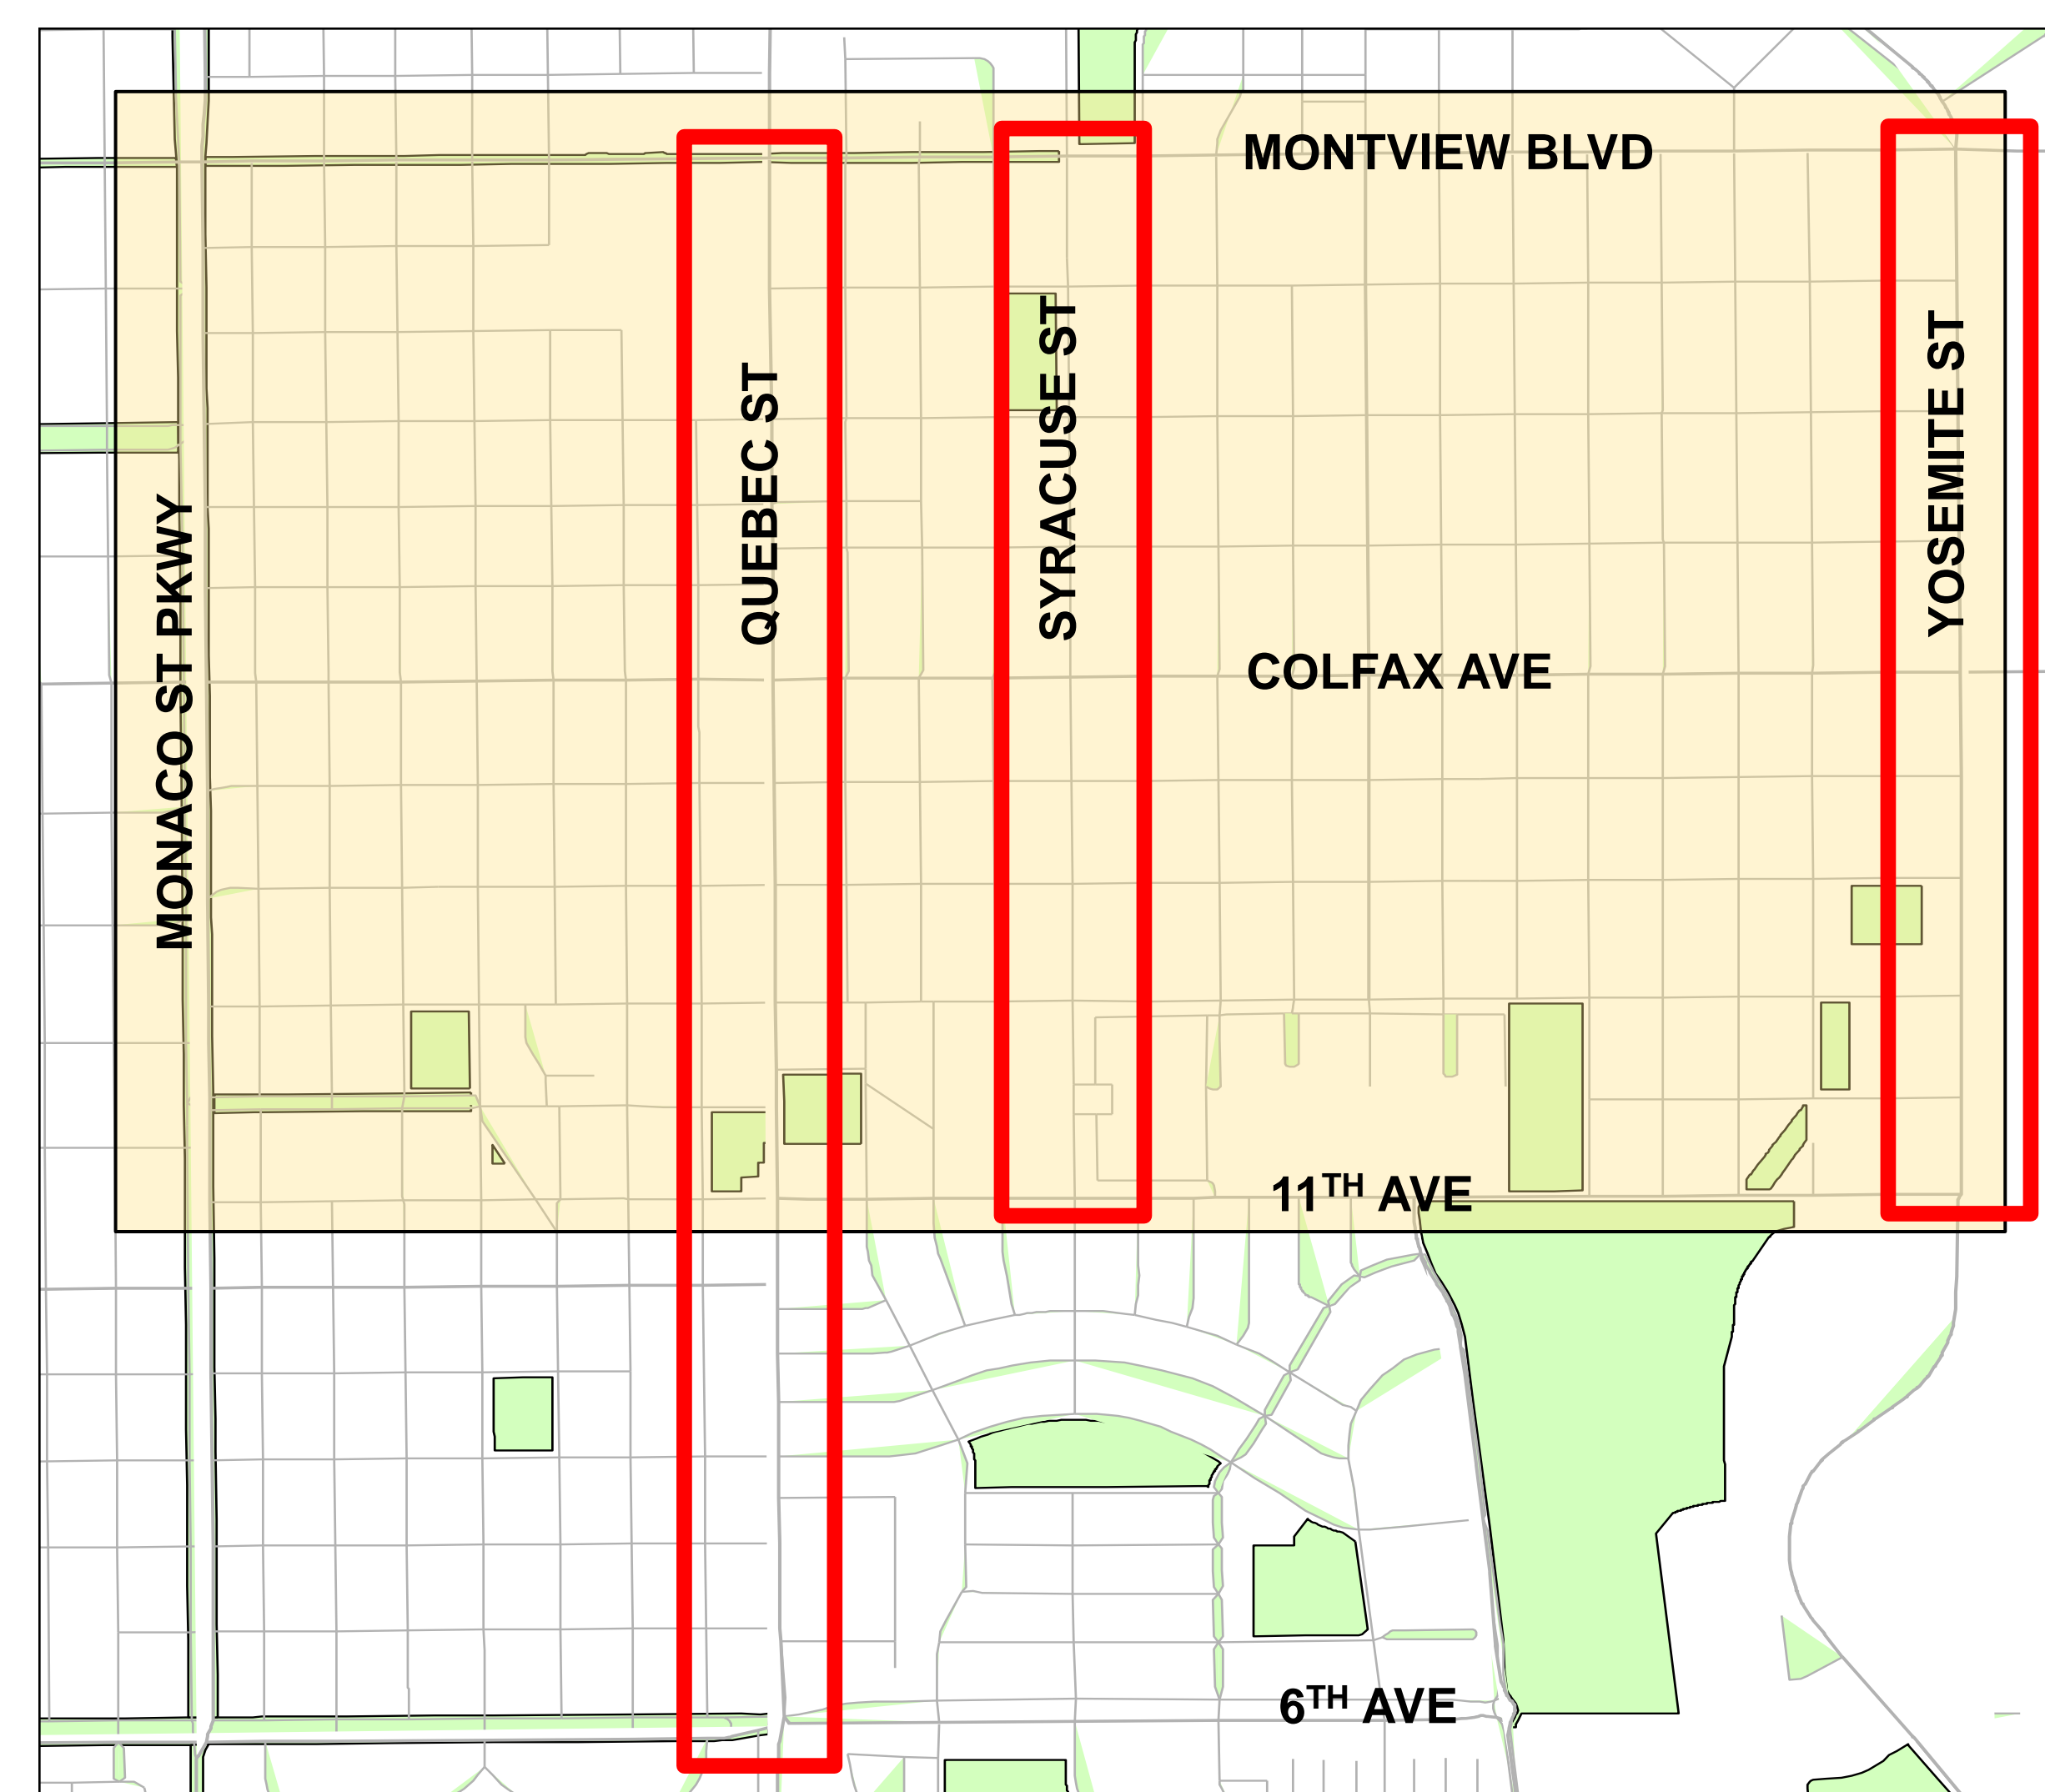 MONTVIEW BLVD
MONACO ST PKWY
QUEBEC ST
SYRACUSE ST
YOSEMITE ST
COLFAX AVE
11TH AVE
6TH AVE